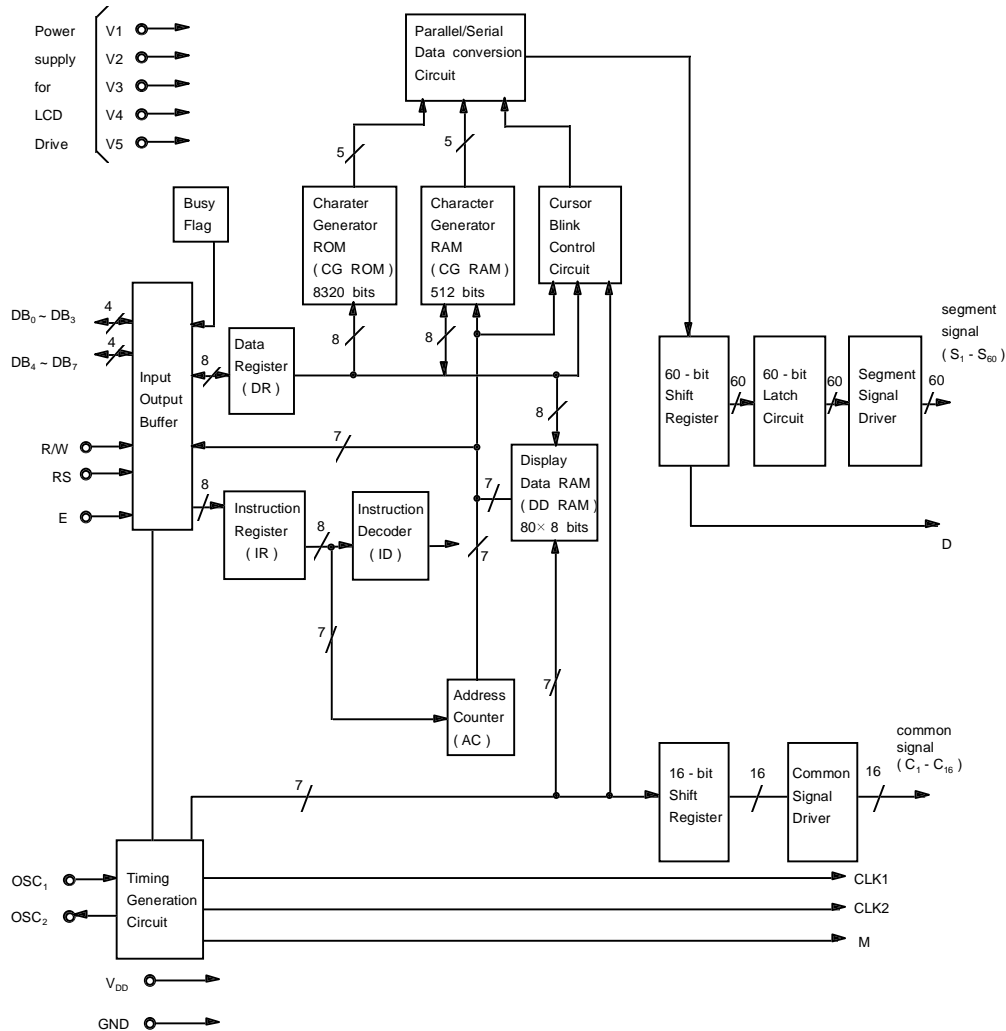 Power V1
supply V2
for V3
LCD V4
Drive V5
Parallel/Serial
Data conversion
Circuit
5
5
Busy
Flag
Charater
Generator
ROM
( CG ROM )
8320 bits
Character
Generator
RAM
( CG RAM )
512 bits
Cursor
Blink
Control
Circuit
DB0 ~ DB3
4
DB4 ~ DB7
4
8
8
Input
Output
Buffer
8
Data
Register
( DR )
segment
signal
( S1 - S60 )
60 - bit
Shift
Register
60
60 - bit
Latch
Circuit
60
Segment
Signal
Driver
60
8
R/W
RS
E
7
7
Display
Data RAM
( DD RAM )
80× 8 bits
8
Instruction
Register
( IR )
8
Instruction
Decoder
( ID )
7
D
7
7
Address
Counter
( AC )
common
signal
( C1 - C16 )
7
16 - bit
Shift
Register
16
Common
Signal
Driver
16
OSC1
OSC2
Timing
Generation
Circuit
CLK1
CLK2
M
VDD
GND